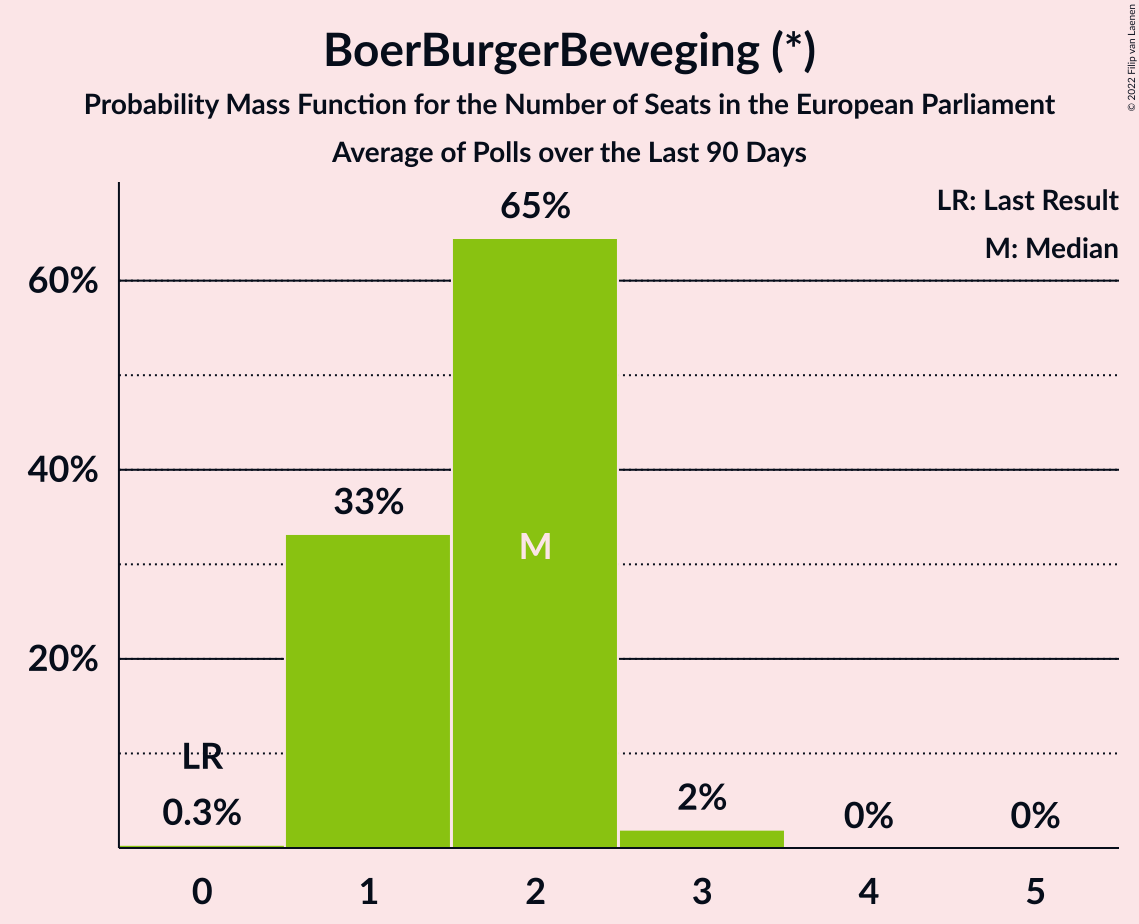 BoerBurgerBeweging (*)
Probability Mass Function for the Number of Seats in the European Parliament
Average of Polls over the Last 90 Days
© 2022 Filip van Laenen
LR: Last Result
M: Median
65%
60%
40%
33%
M
20%
LR
0.3%
2%
0%
0%
0
1
2
3
4
5